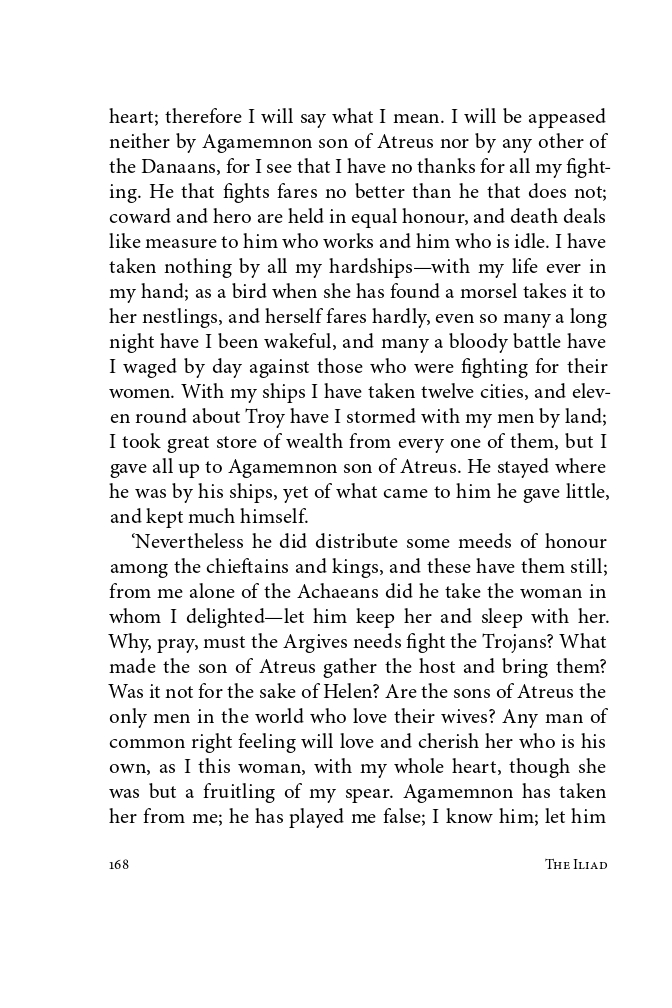 heart; therefore I will say what I mean. I will be appeased
neither by Agamemnon son of Atreus nor by any other of
the Danaans, for I see that I have no thanks for all my fight-
ing. He that fights fares no better than he that does not;
coward and hero are held in equal honour, and death deals
like measure to him who works and him who is idle. I have
taken nothing by all my hardships—with my life ever in
my hand; as a bird when she has found a morsel takes it to
her nestlings, and herself fares hardly, even so many a long
night have I been wakeful, and many a bloody battle have
I waged by day against those who were fighting for their
women. With my ships I have taken twelve cities, and elev-
en round about Troy have I stormed with my men by land;
I took great store of wealth from every one of them, but I
gave all up to Agamemnon son of Atreus. He stayed where
he was by his ships, yet of what came to him he gave little,
and kept much himself.
‘Nevertheless he did distribute some meeds of honour
among the chieftains and kings, and these have them still;
from me alone of the Achaeans did he take the woman in
whom I delighted—let him keep her and sleep with her.
Why, pray, must the Argives needs fight the Trojans? What
made the son of Atreus gather the host and bring them?
Was it not for the sake of Helen? Are the sons of Atreus the
only men in the world who love their wives? Any man of
common right feeling will love and cherish her who is his
own, as I this woman, with my whole heart, though she
was but a fruitling of my spear. Agamemnon has taken
her from me; he has played me false; I know him; let him
168 The Iliad